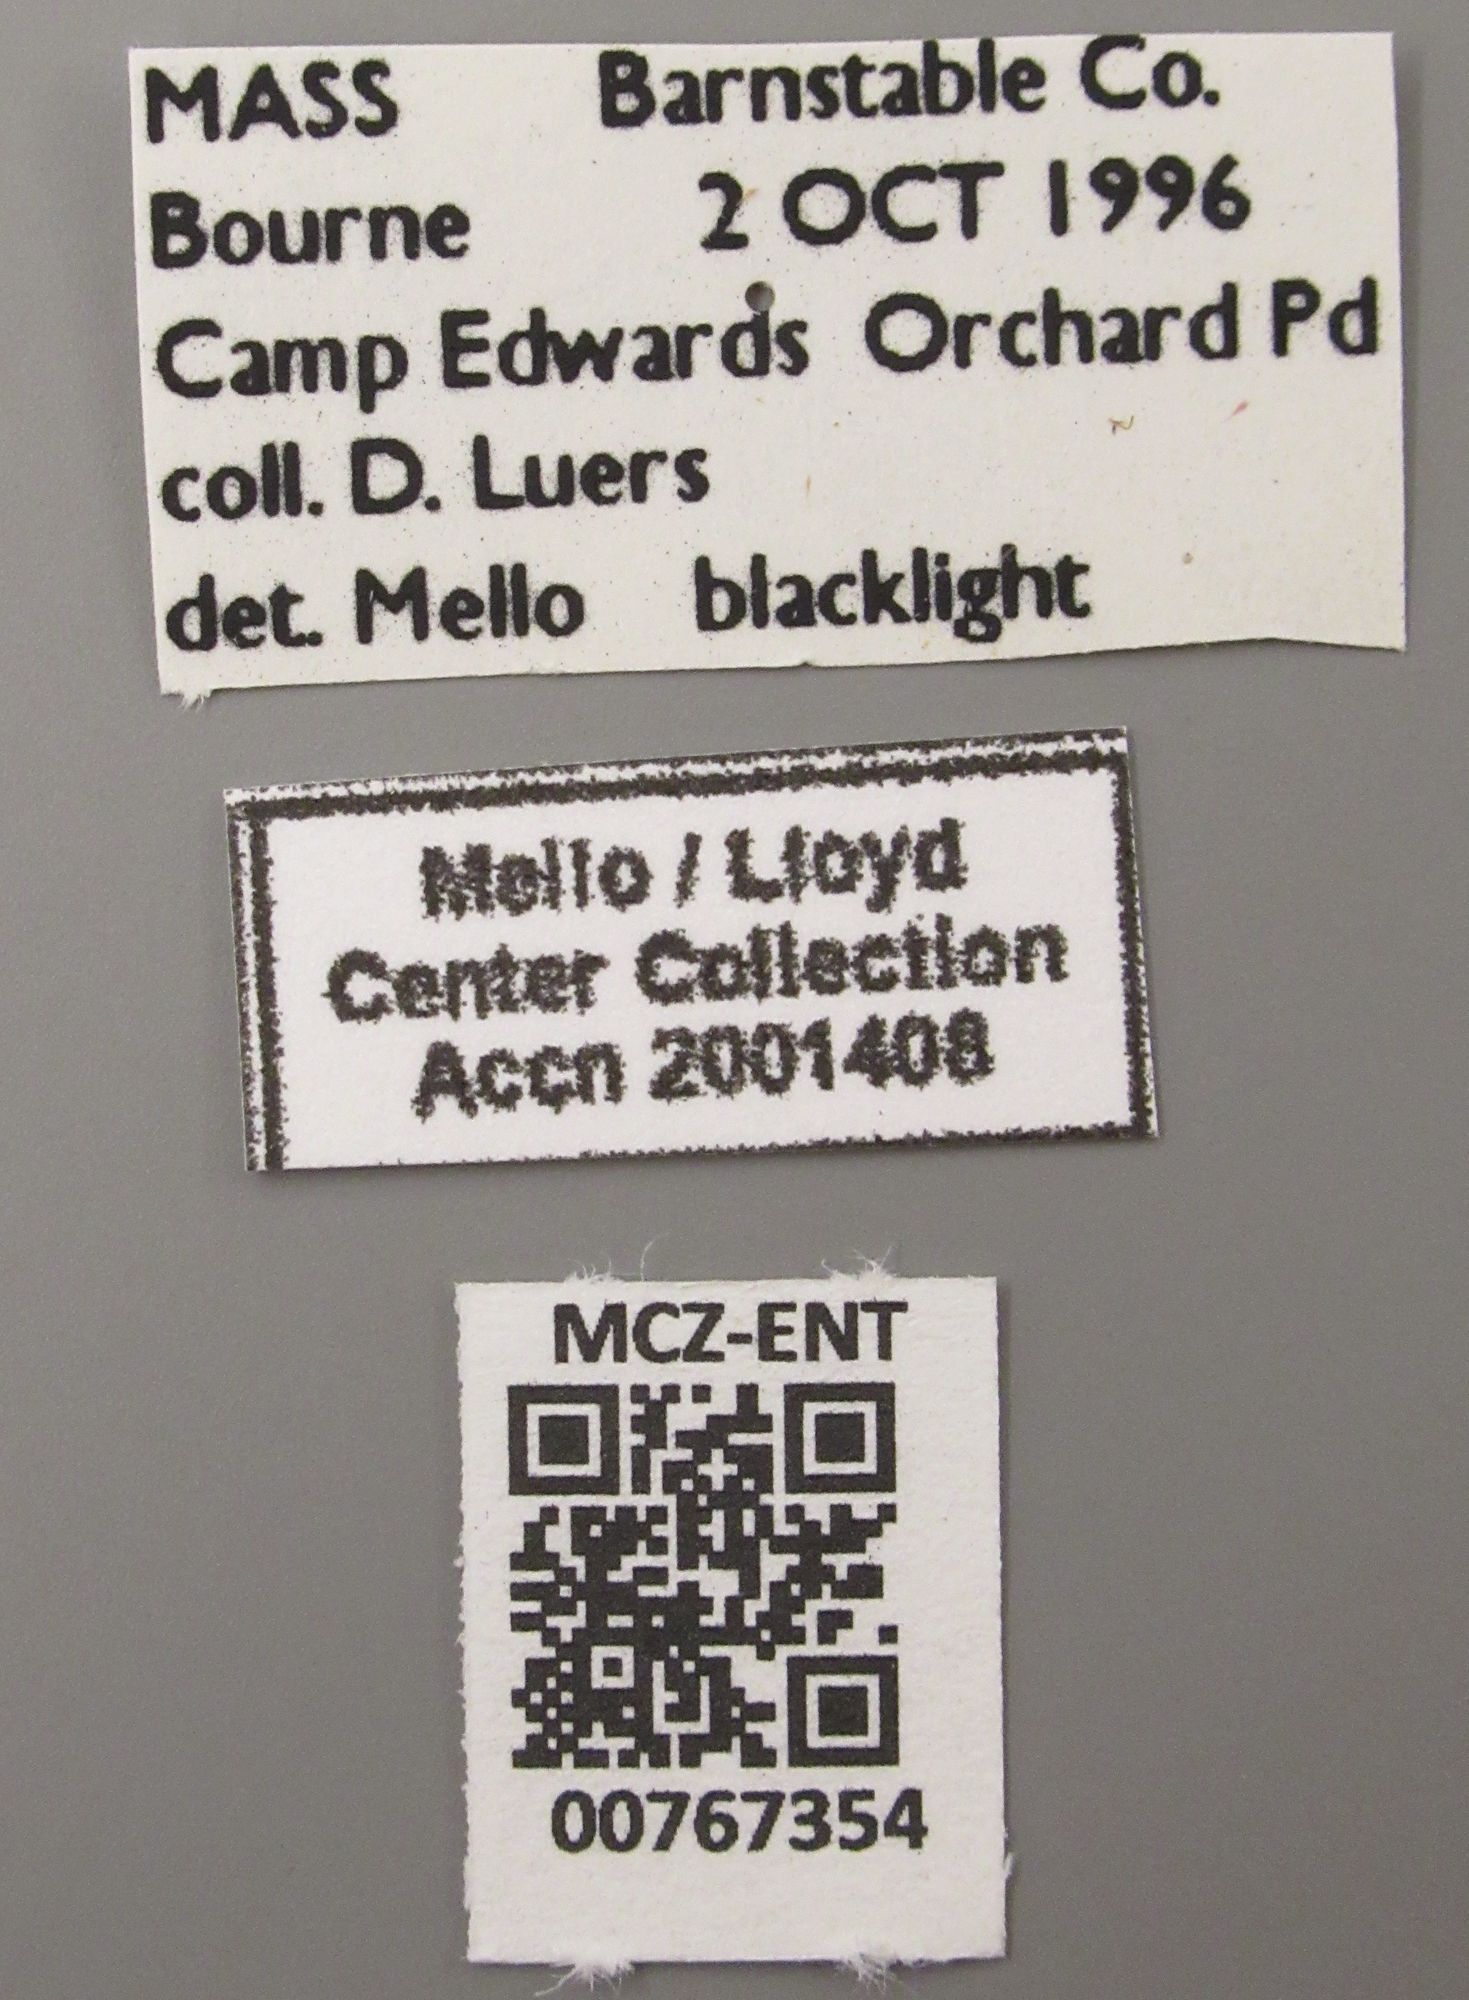 MASS Barnstable Co.
Bourne 2 OCT 1996
Camp Edwards Orchard Pd
coll. D. Luers
det. Mello blacklight
Mello / Lloyd
Center Collection
Accn 2001408
MCZ-ENT
00767354